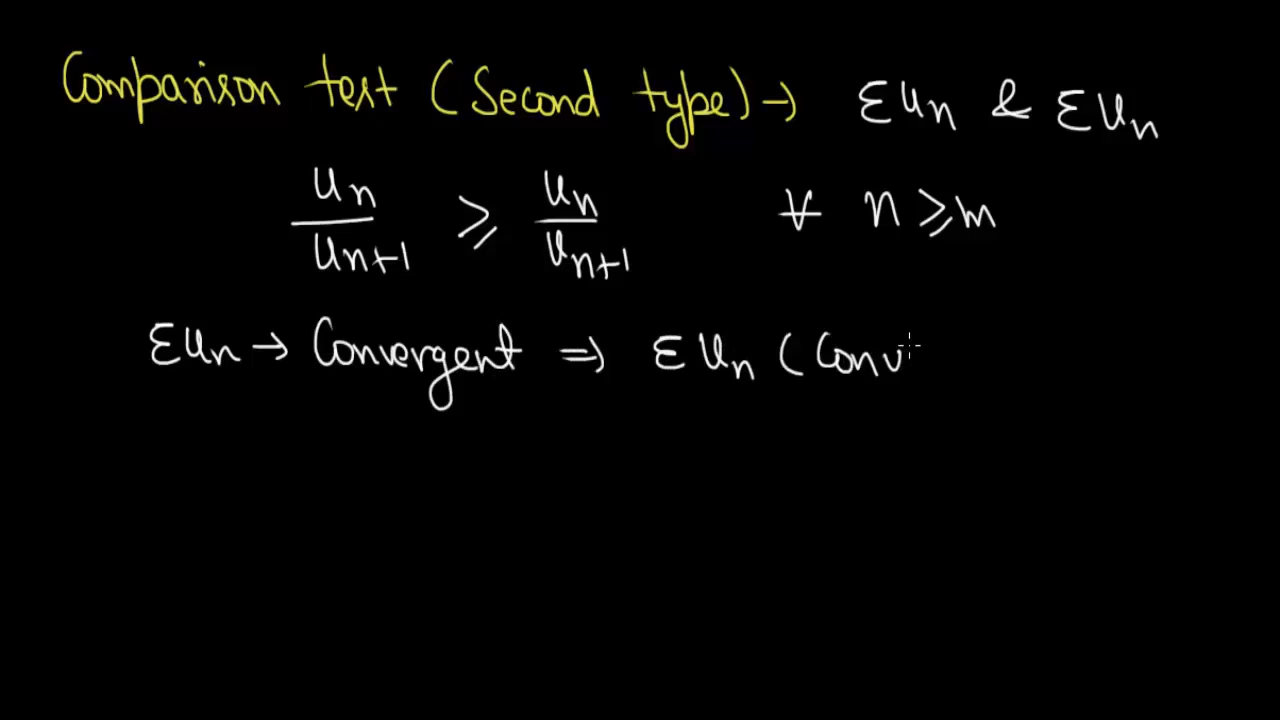 Comparison test (Second type) → Σun & Σvn
un/un+1 ⩾ vn/vn+1 ∀ n ⩾ m
Σvn → Convergent ⇒ Σun (Conv